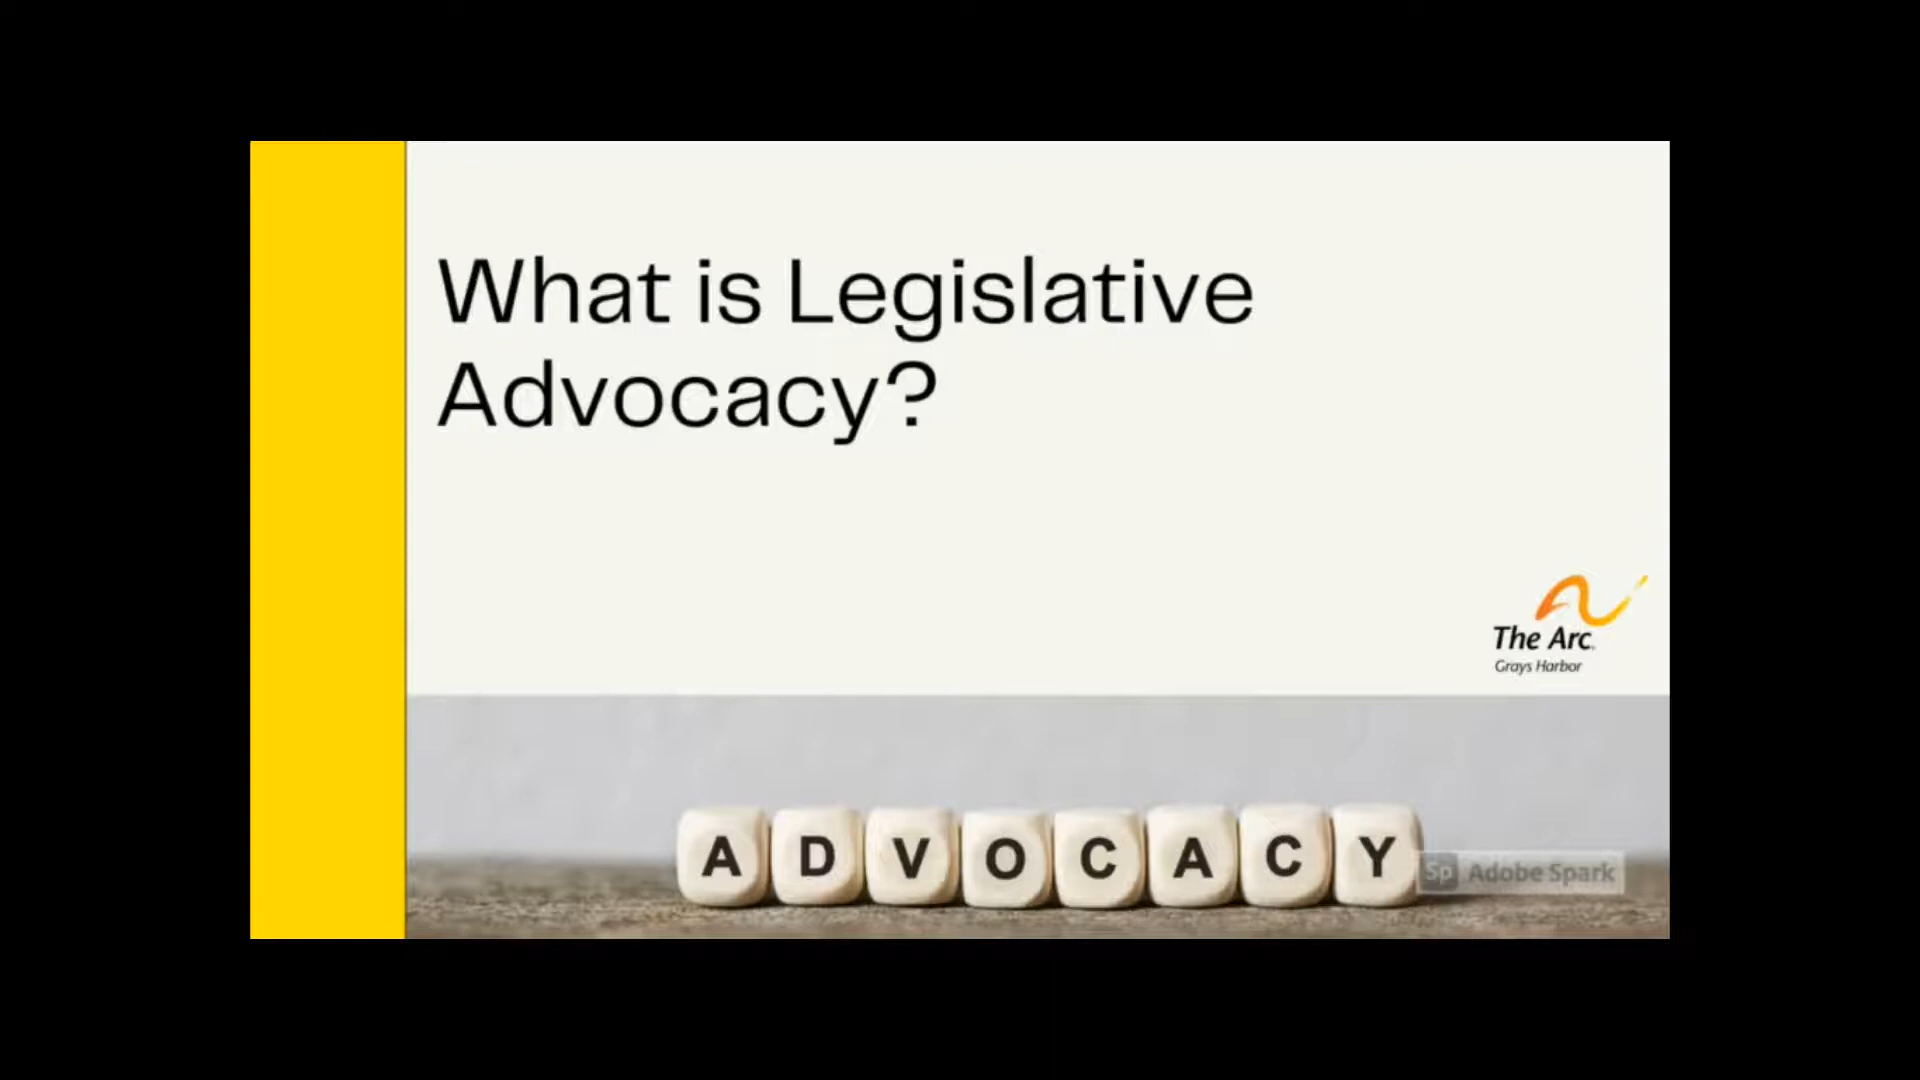 What is Legislative
Advocacy?
The Arc.
Grays Harbor
ADVOCACY
Sp Adobe Spark